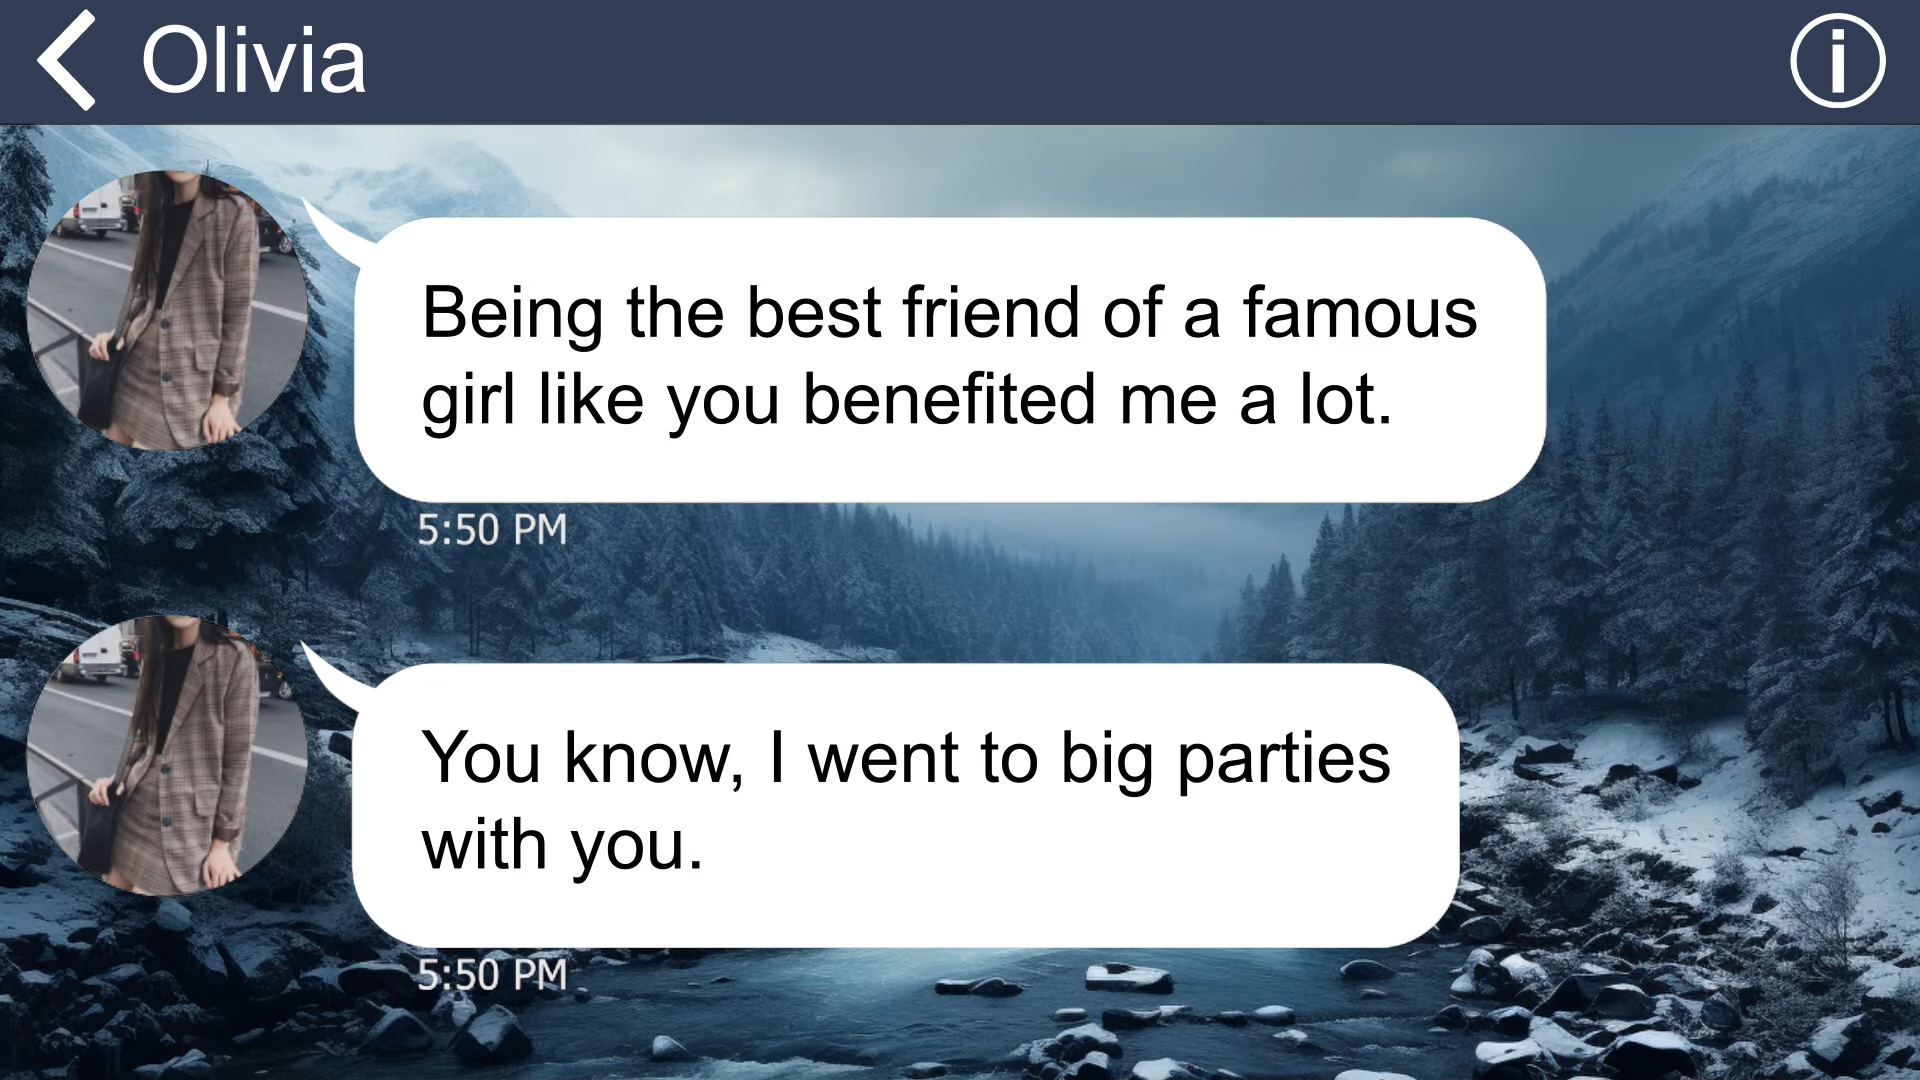 Olivia
Being the best friend of a famous
girl like you benefited me a lot.
5:50 PM
You know, I went to big parties
with you.
5:50 PM